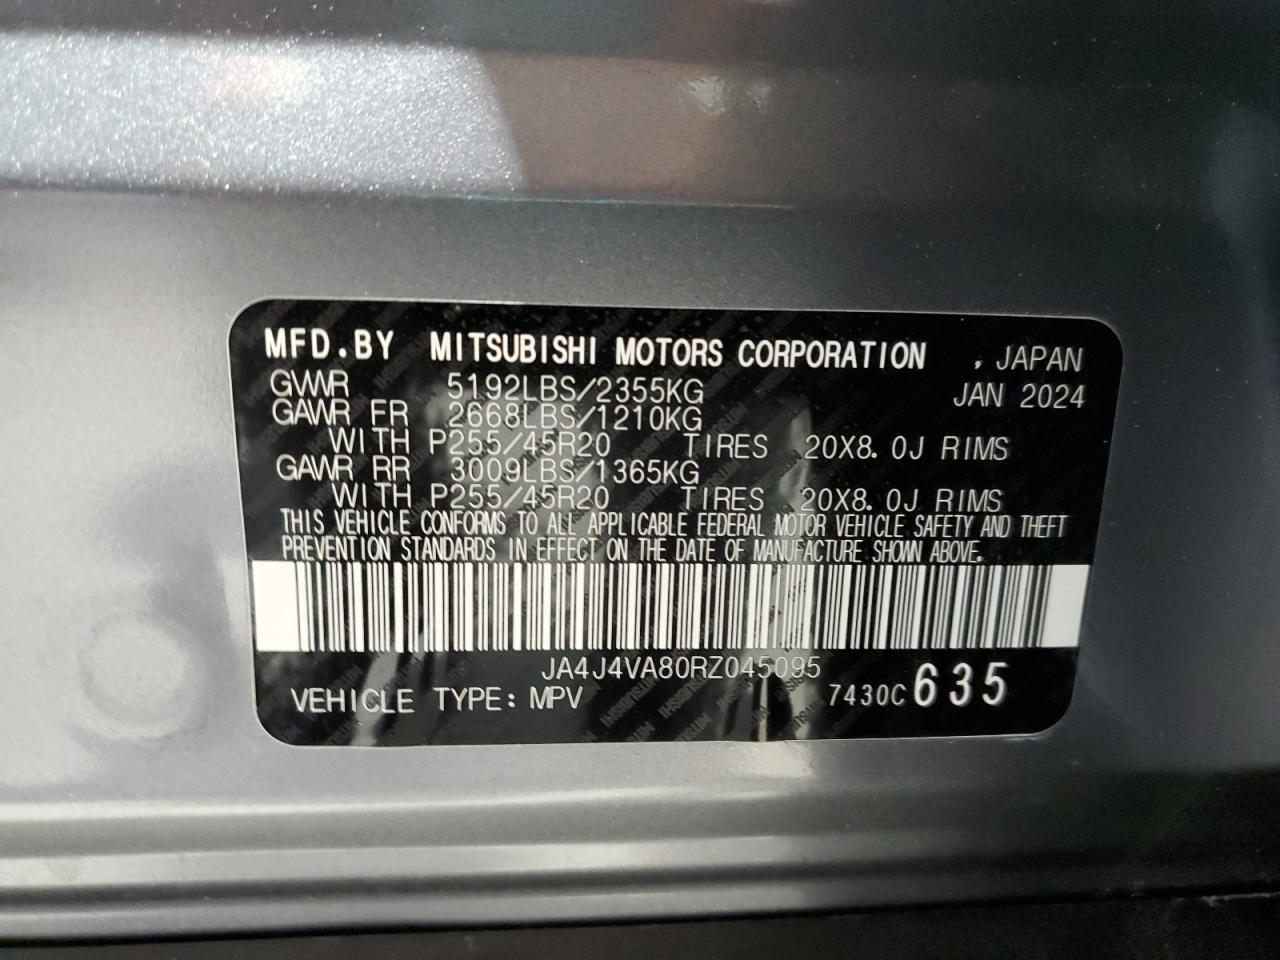 MFD.BY MITSUBISHI MOTORS CORPORATION , JAPAN
GVWR 5192LBS/2355KG JAN 2024
GAWR FR 2668LBS/1210KG
WITH P255/45R20 TIRES 20X8.0J RIMS
GAWR RR 3009LBS/1365KG
WITH P255/45R20 TIRES 20X8.0J RIMS
THIS VEHICLE CONFORMS TO ALL APPLICABLE FEDERAL MOTOR VEHICLE SAFETY AND THEFT
PREVENTION STANDARDS IN EFFECT ON THE DATE OF MANUFACTURE SHOWN ABOVE.
JA4J4VA80RZ045095
VEHICLE TYPE: MPV 7430C 635